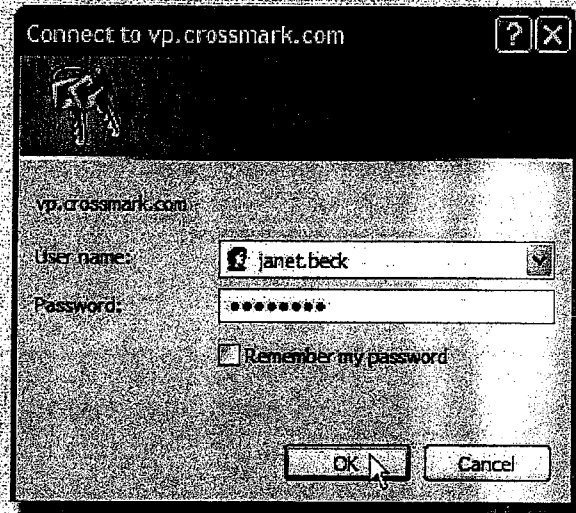 Connect to vp.crossmark.com
vp.crossmark.com
User name:
janet.beck
Password:
••••••••
Remember my password
OK
Cancel